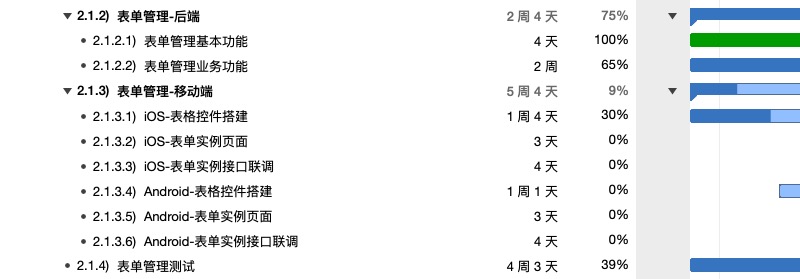 2.1.2) 表单管理-后端 2 周 4 天 75%
2.1.2.1) 表单管理基本功能 4 天 100%
2.1.2.2) 表单管理业务功能 2 周 65%
2.1.3) 表单管理-移动端 5 周 4 天 9%
2.1.3.1) iOS-表格控件搭建 1 周 4 天 30%
2.1.3.2) iOS-表单实例页面 3 天 0%
2.1.3.3) iOS-表单实例接口联调 4 天 0%
2.1.3.4) Android-表格控件搭建 1 周 1 天 0%
2.1.3.5) Android-表单实例页面 3 天 0%
2.1.3.6) Android-表单实例接口联调 4 天 0%
2.1.4) 表单管理测试 4 周 3 天 39%